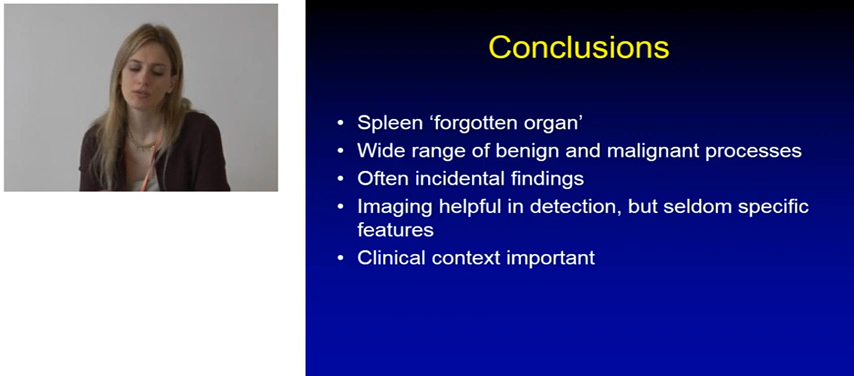 Conclusions
• Spleen ‘forgotten organ’
• Wide range of benign and malignant processes
• Often incidental findings
• Imaging helpful in detection, but seldom specific
features
• Clinical context important